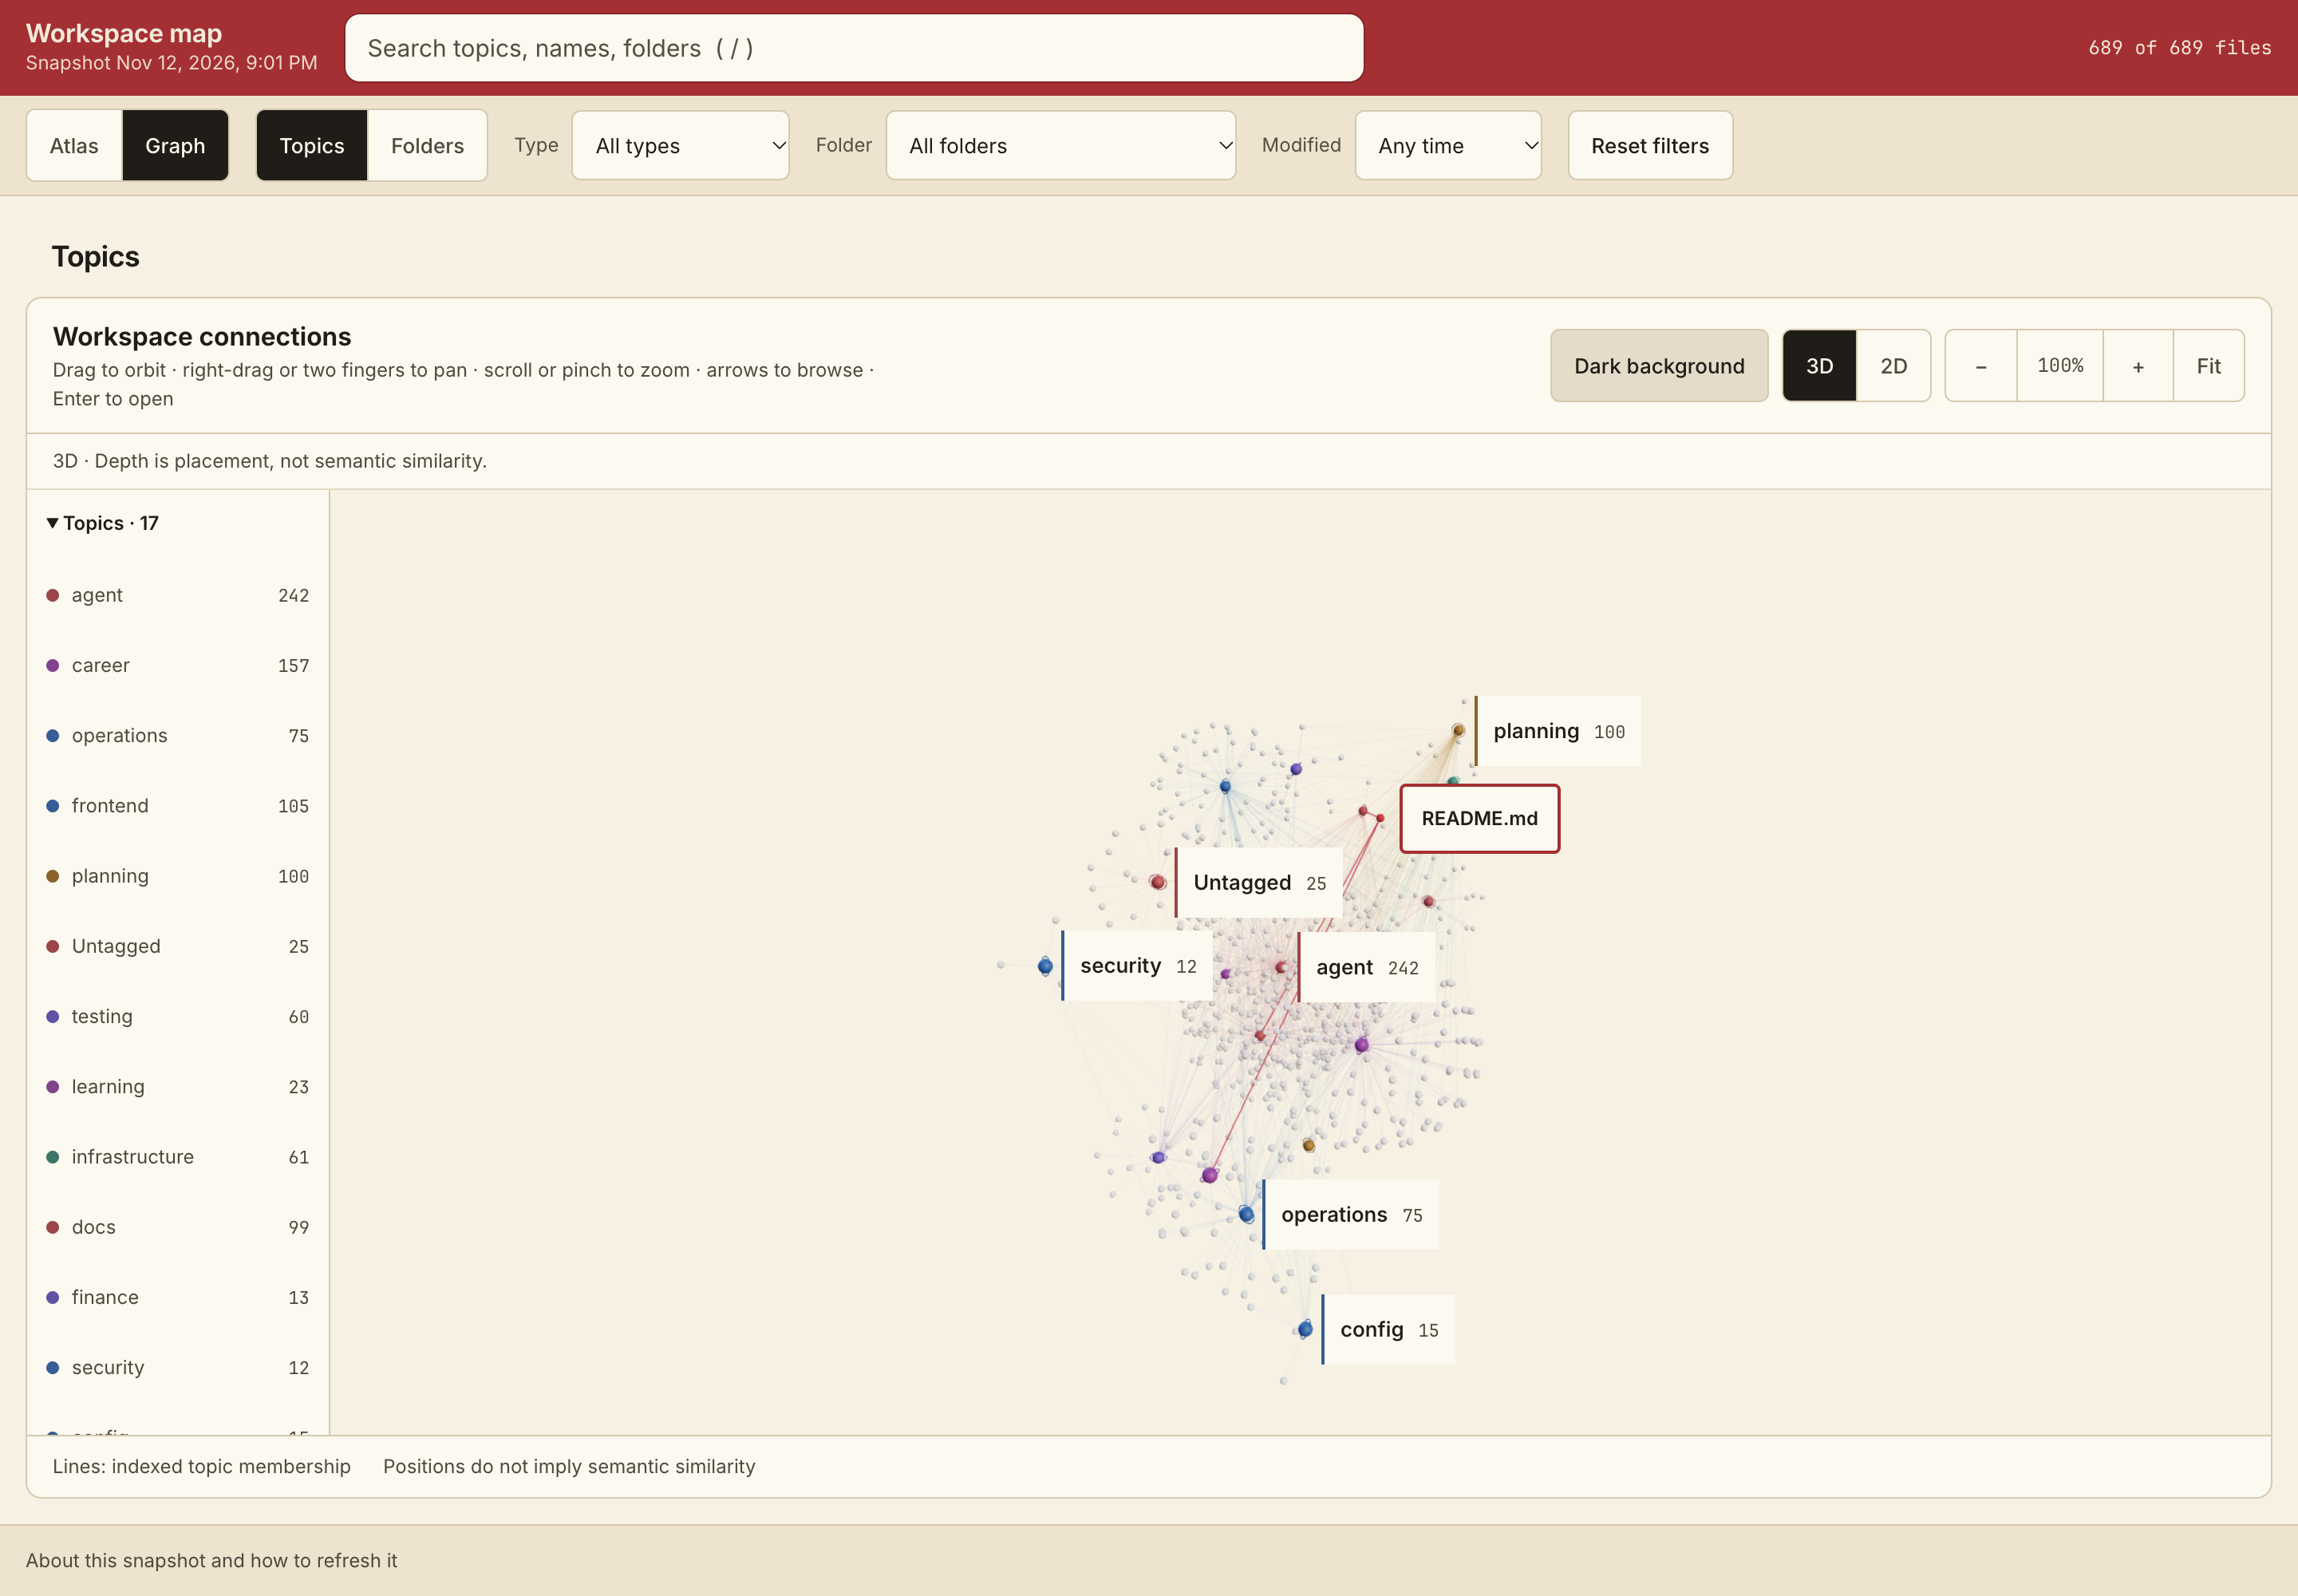 Workspace map
Snapshot Nov 12, 2026, 9:01 PM
Search topics, names, folders ( / )
689 of 689 files
Atlas
Graph
Topics
Folders
Type
All types
Folder
All folders
Modified
Any time
Reset filters
Topics
Workspace connections
Drag to orbit · right-drag or two fingers to pan · scroll or pinch to zoom · arrows to browse ·
Enter to open
Dark background
3D
2D
−
100%
+
Fit
3D · Depth is placement, not semantic similarity.
Topics · 17
agent 242
career 157
operations 75
frontend 105
planning 100
Untagged 25
testing 60
learning 23
infrastructure 61
docs 99
finance 13
security 12
config 15
planning 100
README.md
Untagged 25
security 12
agent 242
operations 75
config 15
Lines: indexed topic membership
Positions do not imply semantic similarity
About this snapshot and how to refresh it